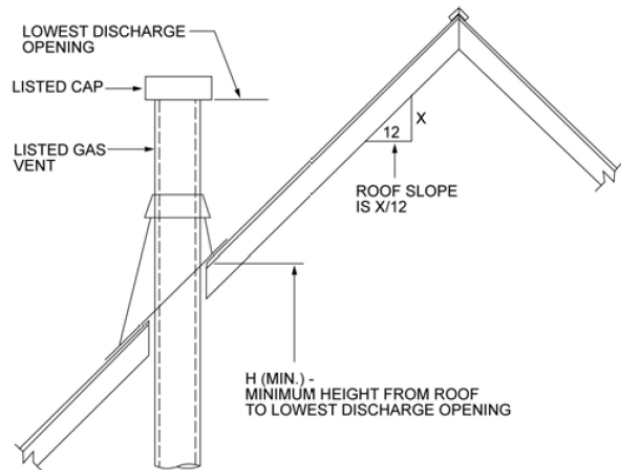 LOWEST DISCHARGE
OPENING
LISTED CAP
LISTED GAS
VENT
X
12
ROOF SLOPE
IS X/12
H (MIN.) -
MINIMUM HEIGHT FROM ROOF
TO LOWEST DISCHARGE OPENING